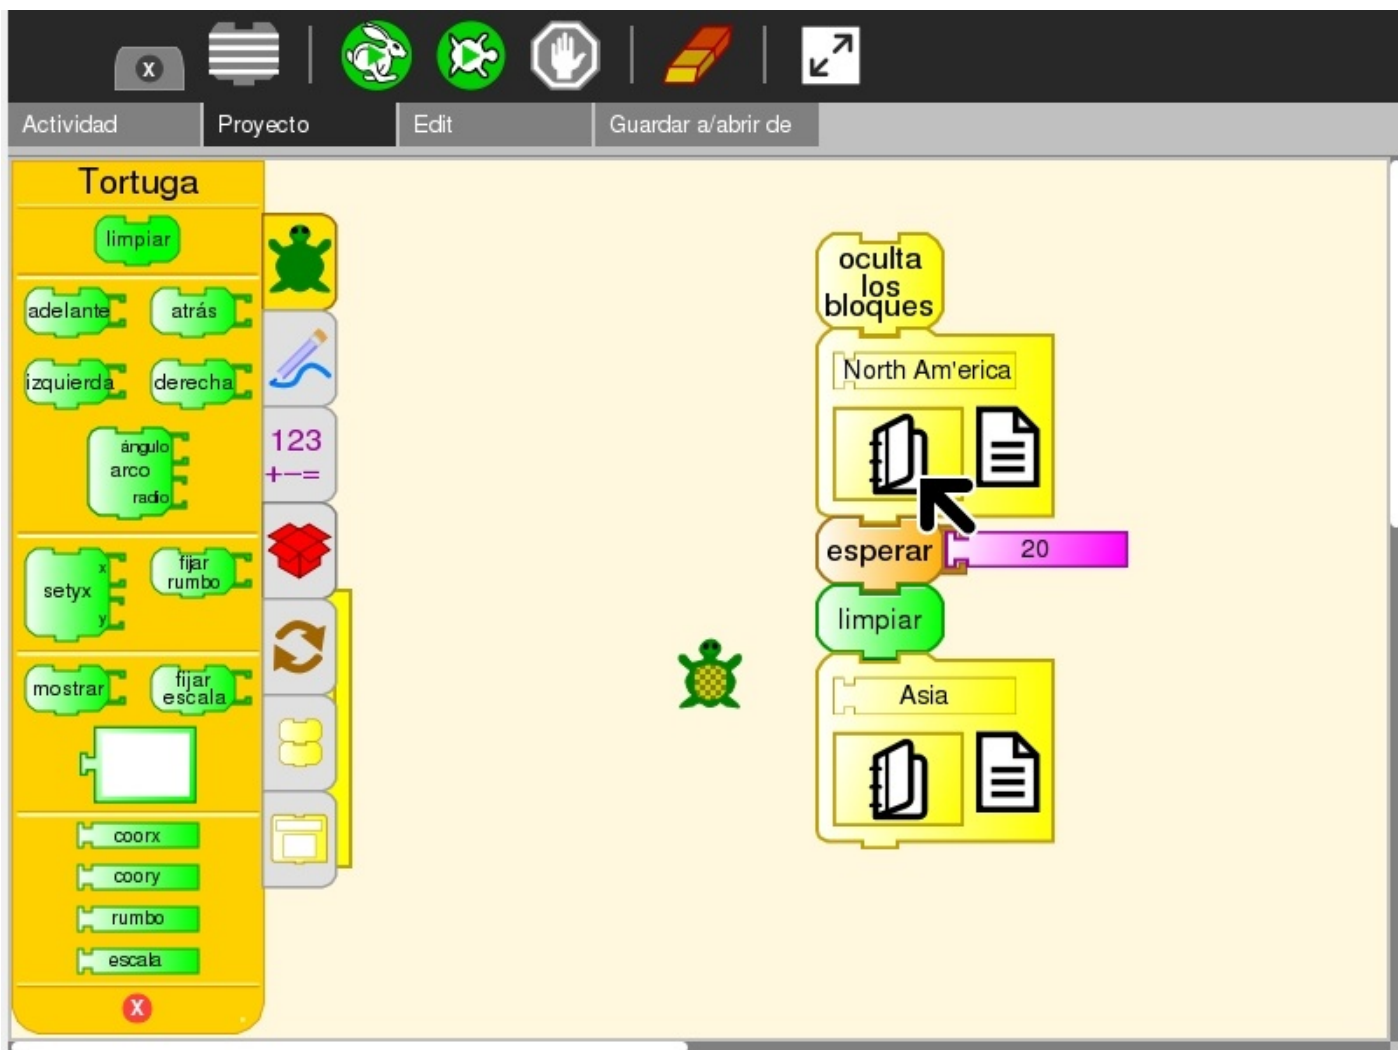 x
Actividad
Proyecto
Edit
Guardar a/abrir de
Tortuga
limpiar
adelante
atrás
izquierda
derecha
ángulo
arco
radio
x
setyx
y
fijar
rumbo
mostrar
fijar
escala
coorx
coory
rumbo
escala
X
123
+−=
oculta
los
bloques
North Am'erica
esperar
20
limpiar
Asia